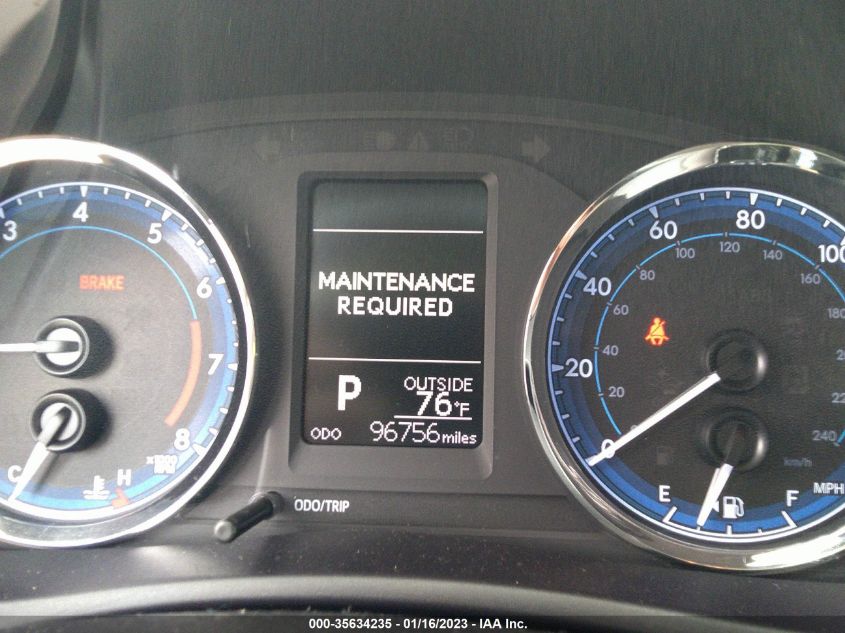 3
4
5
6
7
8
x1000
BRAKE
C
H
MAINTENANCE
REQUIRED
P
OUTSIDE
76°F
ODO 96756 miles
ODO/TRIP
0
20
40
60
80
100
0
20
40
60
80
100
120
140
160
180
240
km/h
MPH
E
F
000-35634235 - 01/16/2023 - IAA Inc.